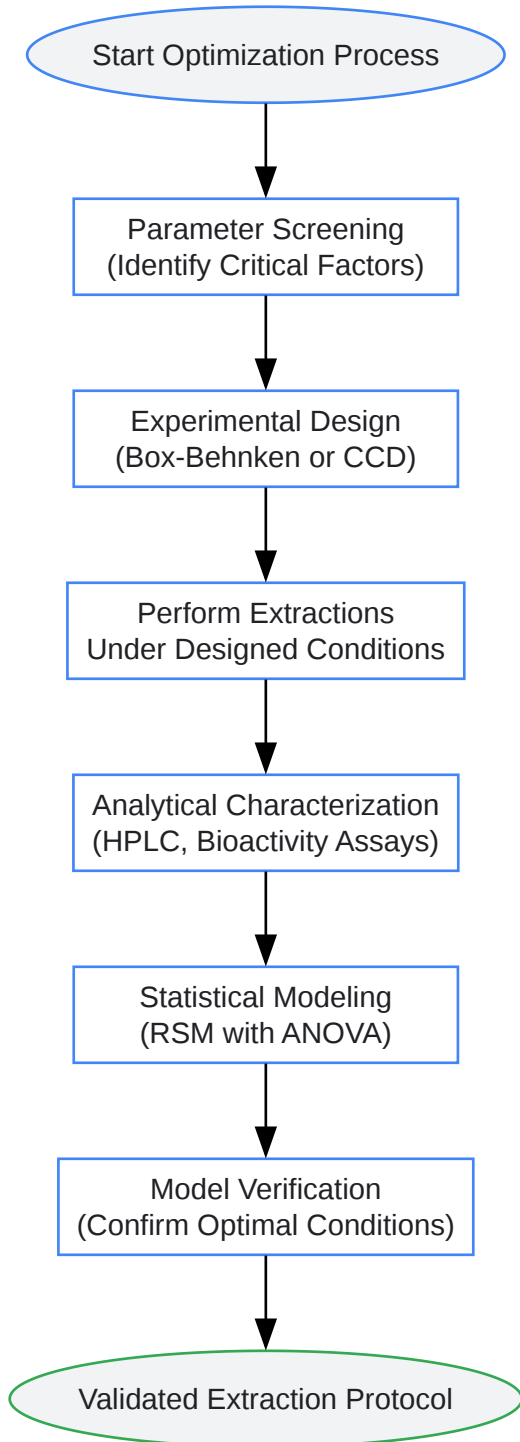 Start Optimization Process
Parameter Screening
(Identify Critical Factors)
Experimental Design
(Box-Behnken or CCD)
Perform Extractions
Under Designed Conditions
Analytical Characterization
(HPLC, Bioactivity Assays)
Statistical Modeling
(RSM with ANOVA)
Model Verification
(Confirm Optimal Conditions)
Validated Extraction Protocol